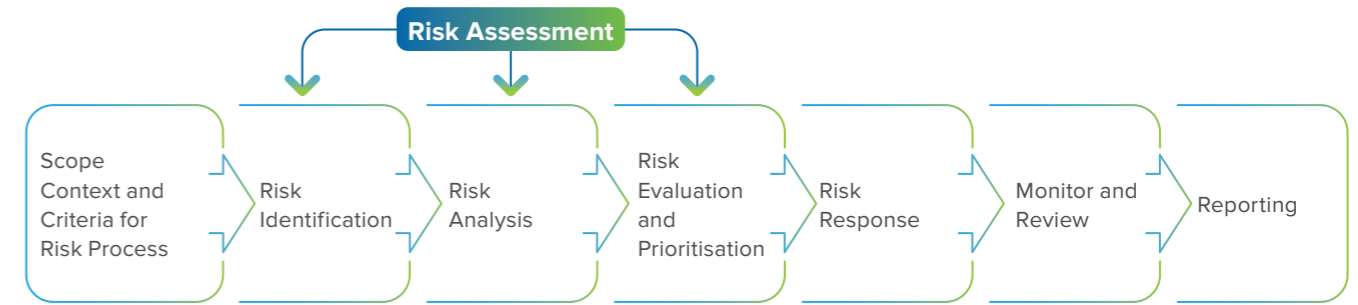 Risk Assessment
Scope
Context and
Criteria for
Risk Process
Risk
Identification
Risk
Analysis
Risk
Evaluation
and
Prioritisation
Risk
Response
Monitor and
Review
Reporting